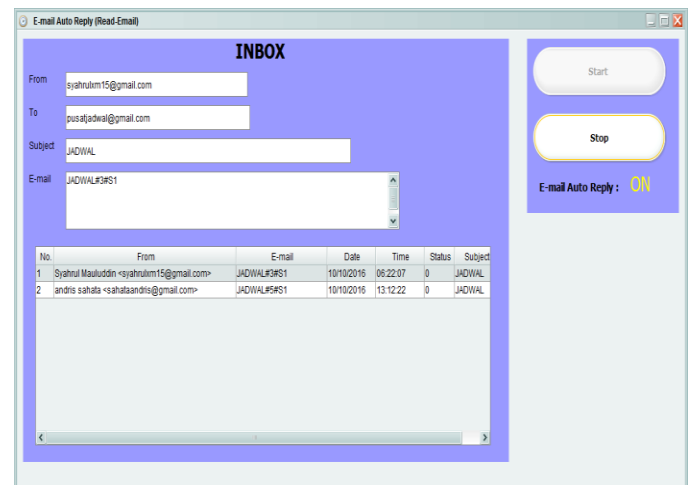 E-mail Auto Reply (Read-Email)
INBOX
From syahrulxm15@gmail.com
To pusatjadwal@gmail.com
Subject JADWAL
E-mail JADWAL#3#S1
Start
Stop
E-mail Auto Reply : ON
No. From E-mail Date Time Status Subject
1 Syahrul Mauluddin <syahrulxm15@gmail.com> JADWAL#3#S1 10/10/2016 06:22:07 0 JADWAL
2 andris sahata <sahataandris@gmail.com> JADWAL#5#S1 10/10/2016 13:12:22 0 JADWAL